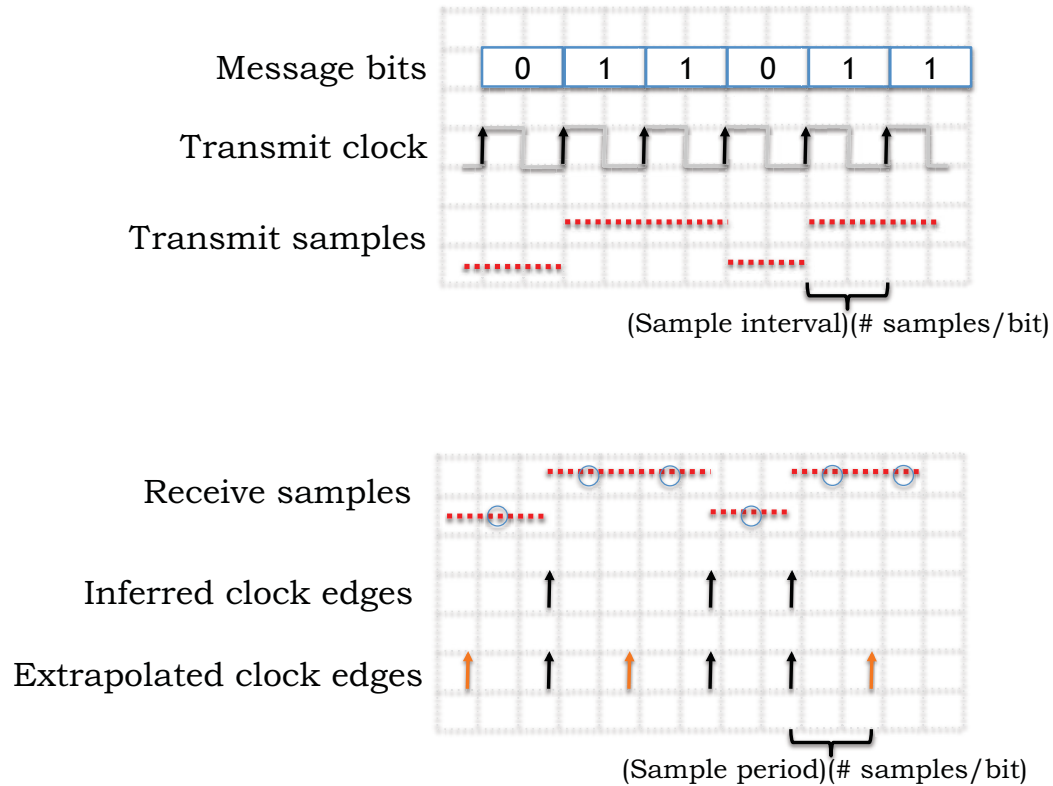 Message bits
0 1 1 0 1 1
Transmit clock
Transmit samples
(Sample interval)(# samples/bit)
Receive samples
Inferred clock edges
Extrapolated clock edges
(Sample period)(# samples/bit)